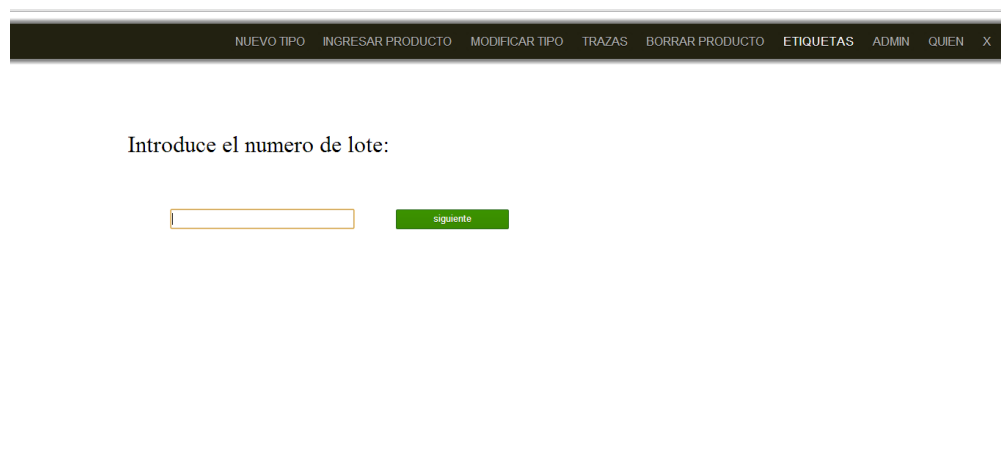 NUEVO TIPO INGRESAR PRODUCTO MODIFICAR TIPO TRAZAS BORRAR PRODUCTO ETIQUETAS ADMIN QUIEN X
Introduce el numero de lote:
siguiente